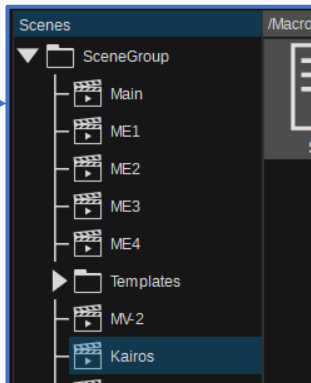 Scenes
/Macro
SceneGroup
Main
ME1
ME2
ME3
ME4
Templates
MV-2
Kairos